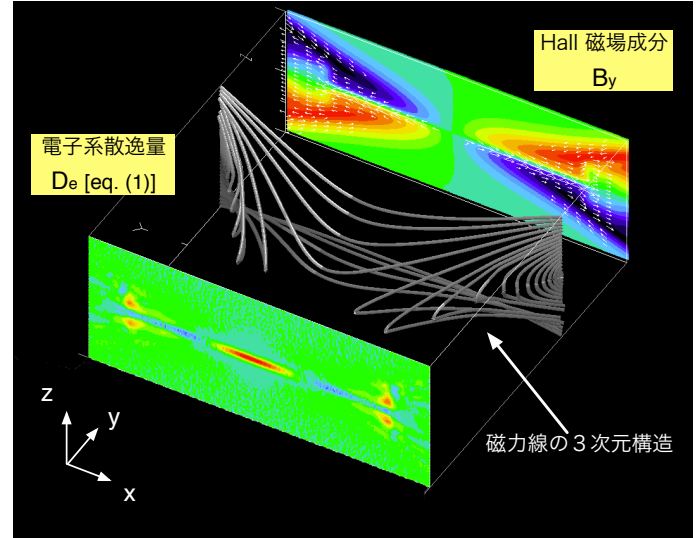 Hall 磁場成分
By
電子系散逸量
De [eq. (1)]
磁力線の３次元構造
z
y
x